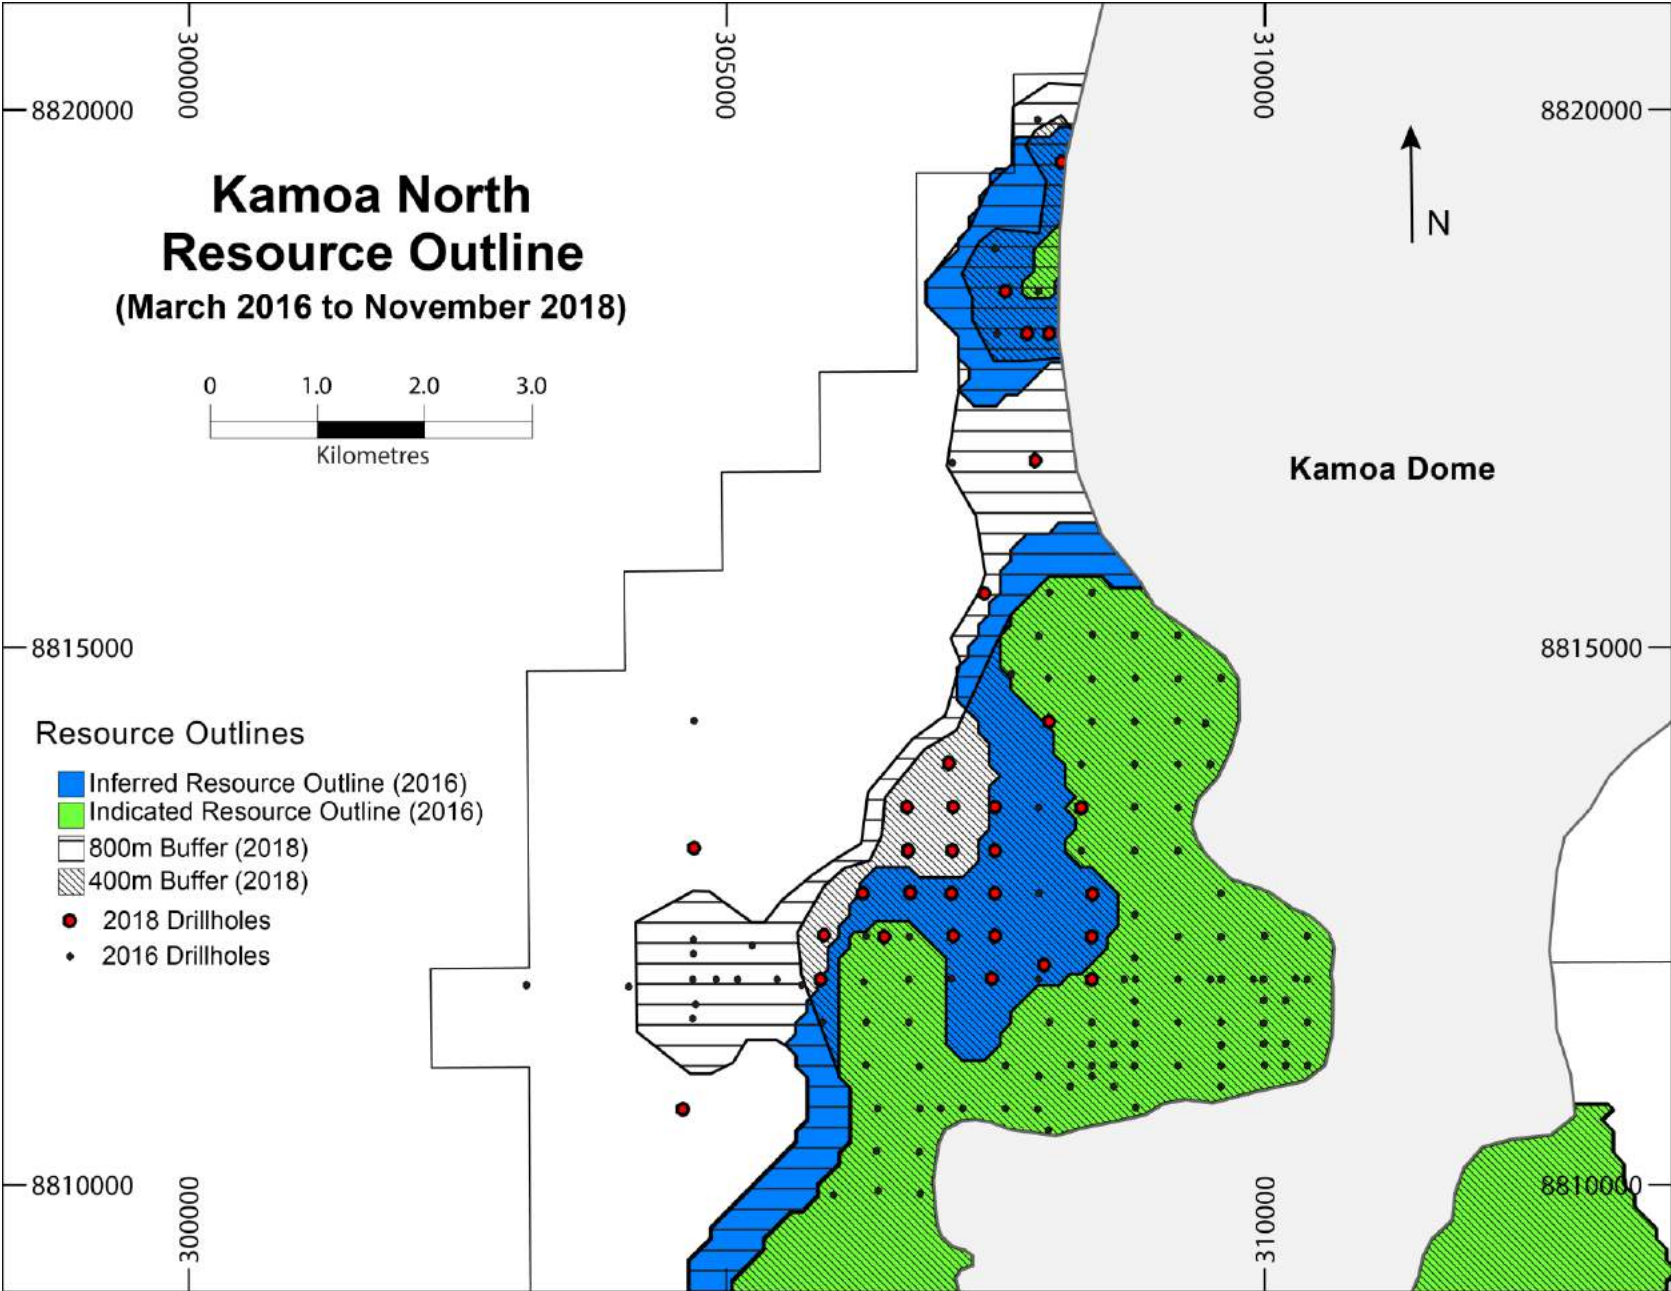 300000
305000
310000
8820000
8820000
Kamoa North
Resource Outline
(March 2016 to November 2018)
N
0 1.0 2.0 3.0
Kilometres
Kamoa Dome
8815000
8815000
Resource Outlines
Inferred Resource Outline (2016)
Indicated Resource Outline (2016)
800m Buffer (2018)
400m Buffer (2018)
2018 Drillholes
2016 Drillholes
8810000
8810000
300000
310000